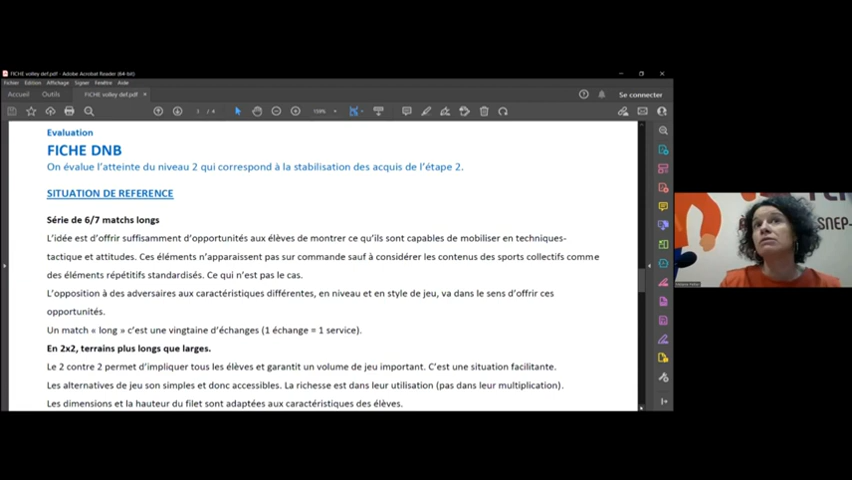 FICHE volley def.pdf - Adobe Acrobat Reader (64-bit)
Fichier Edition Affichage Signer Fenêtre Aide
Accueil Outils FICHE volley def.pdf ×
Se connecter
/ 4
159%
Evaluation
FICHE DNB
On évalue l'atteinte du niveau 2 qui correspond à la stabilisation des acquis de l'étape 2.
SITUATION DE REFERENCE
Série de 6/7 matchs longs
L'idée est d'offrir suffisamment d'opportunités aux élèves de montrer ce qu'ils sont capables de mobiliser en techniques-
tactique et attitudes. Ces éléments n'apparaissent pas sur commande sauf à considérer les contenus des sports collectifs comme
des éléments répétitifs standardisés. Ce qui n'est pas le cas.
L'opposition à des adversaires aux caractéristiques différentes, en niveau et en style de jeu, va dans le sens d'offrir ces
opportunités.
Un match « long » c'est une vingtaine d'échanges (1 échange = 1 service).
En 2x2, terrains plus longs que larges.
Le 2 contre 2 permet d'impliquer tous les élèves et garantit un volume de jeu important. C'est une situation facilitante.
Les alternatives de jeu son simples et donc accessibles. La richesse est dans leur utilisation (pas dans leur multiplication).
Les dimensions et la hauteur du filet sont adaptées aux caractéristiques des élèves.
SNEP-